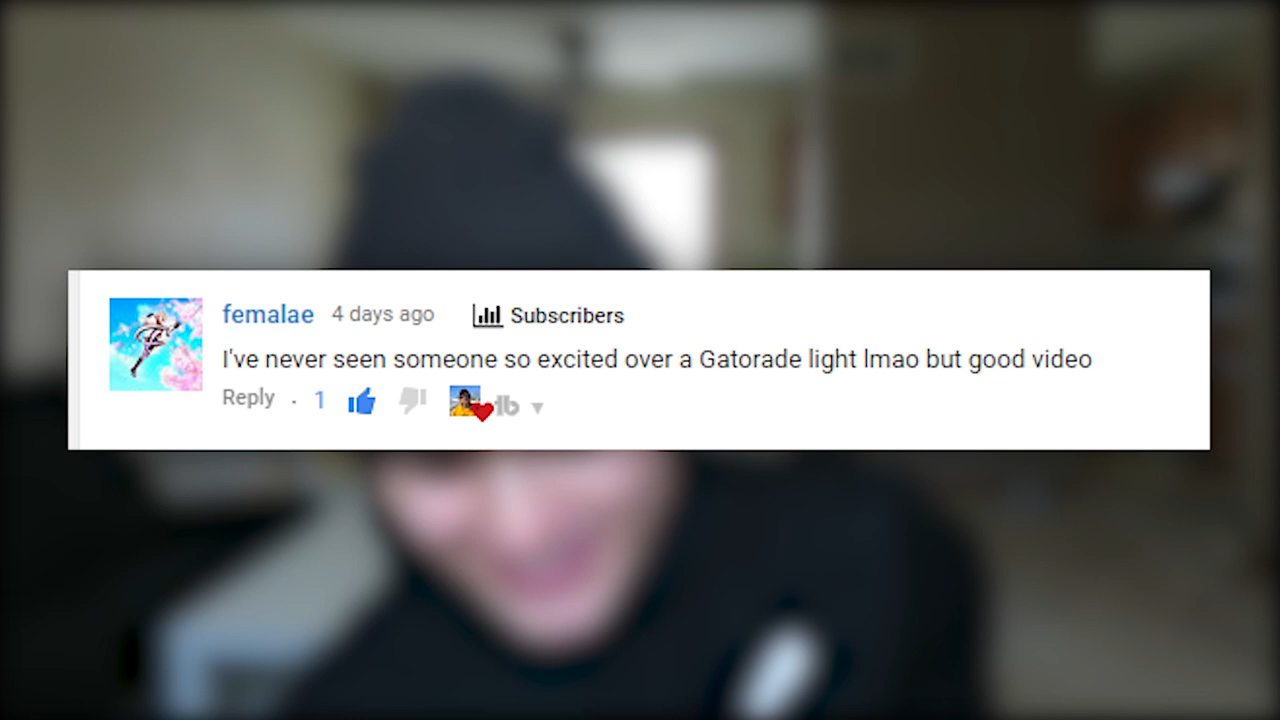 femalae 4 days ago Subscribers
I've never seen someone so excited over a Gatorade light lmao but good video
Reply · 1 tb